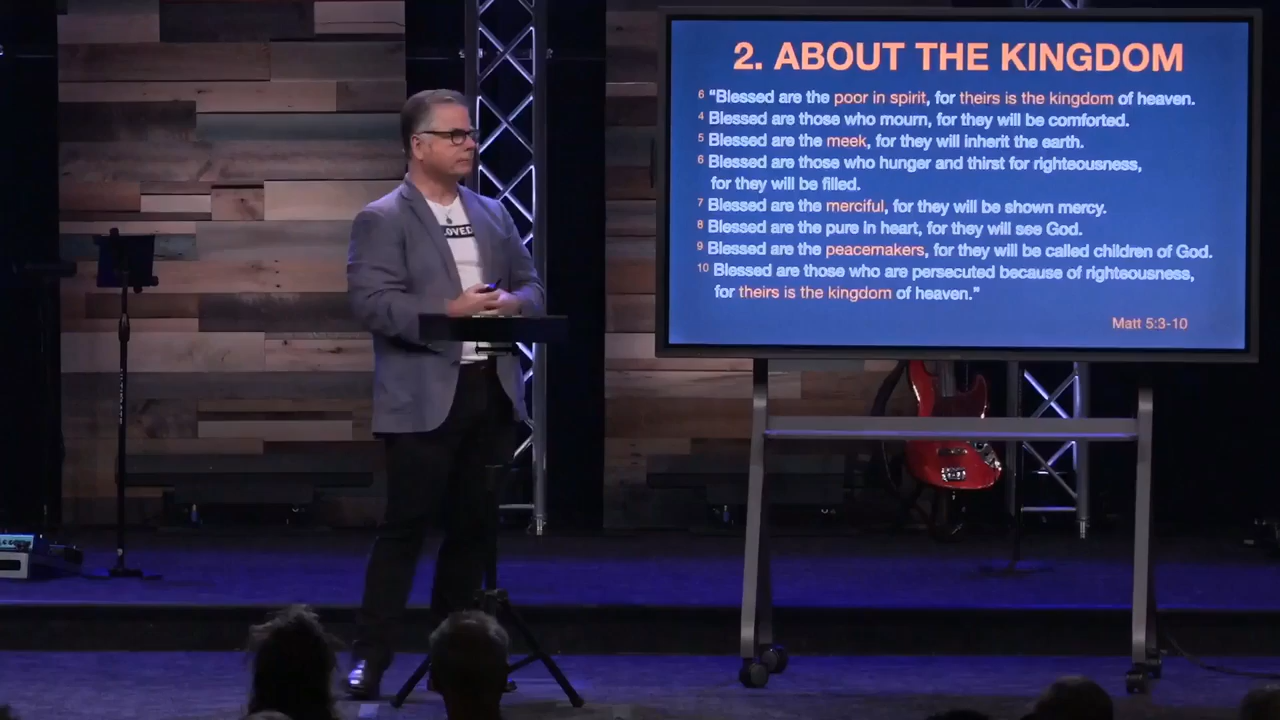 2. ABOUT THE KINGDOM
6 "Blessed are the poor in spirit, for theirs is the kingdom of heaven.
4 Blessed are those who mourn, for they will be comforted.
5 Blessed are the meek, for they will inherit the earth.
6 Blessed are those who hunger and thirst for righteousness,
for they will be filled.
7 Blessed are the merciful, for they will be shown mercy.
8 Blessed are the pure in heart, for they will see God.
9 Blessed are the peacemakers, for they will be called children of God.
10 Blessed are those who are persecuted because of righteousness,
for theirs is the kingdom of heaven."
Matt 5:3-10
LOVED